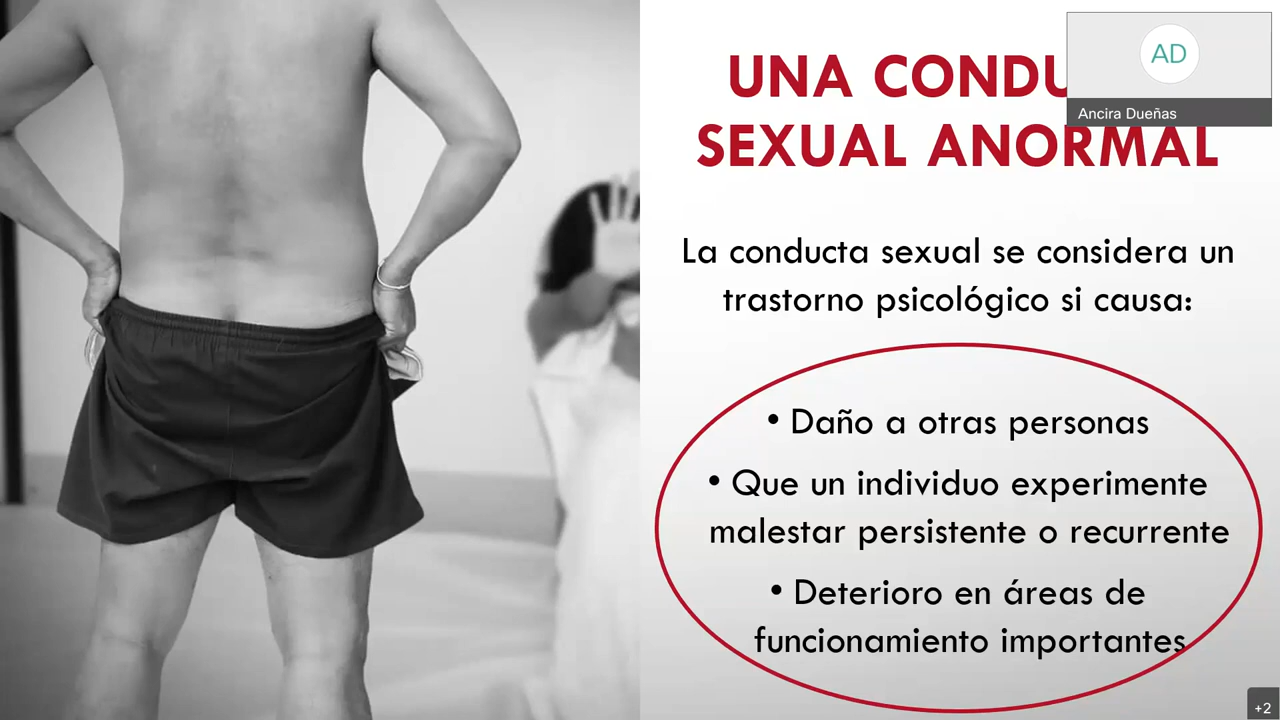 UNA CONDU
SEXUAL ANORMAL
AD
Ancira Dueñas
La conducta sexual se considera un
trastorno psicológico si causa:
• Daño a otras personas
• Que un individuo experimente
malestar persistente o recurrente
• Deterioro en áreas de
funcionamiento importantes
+2